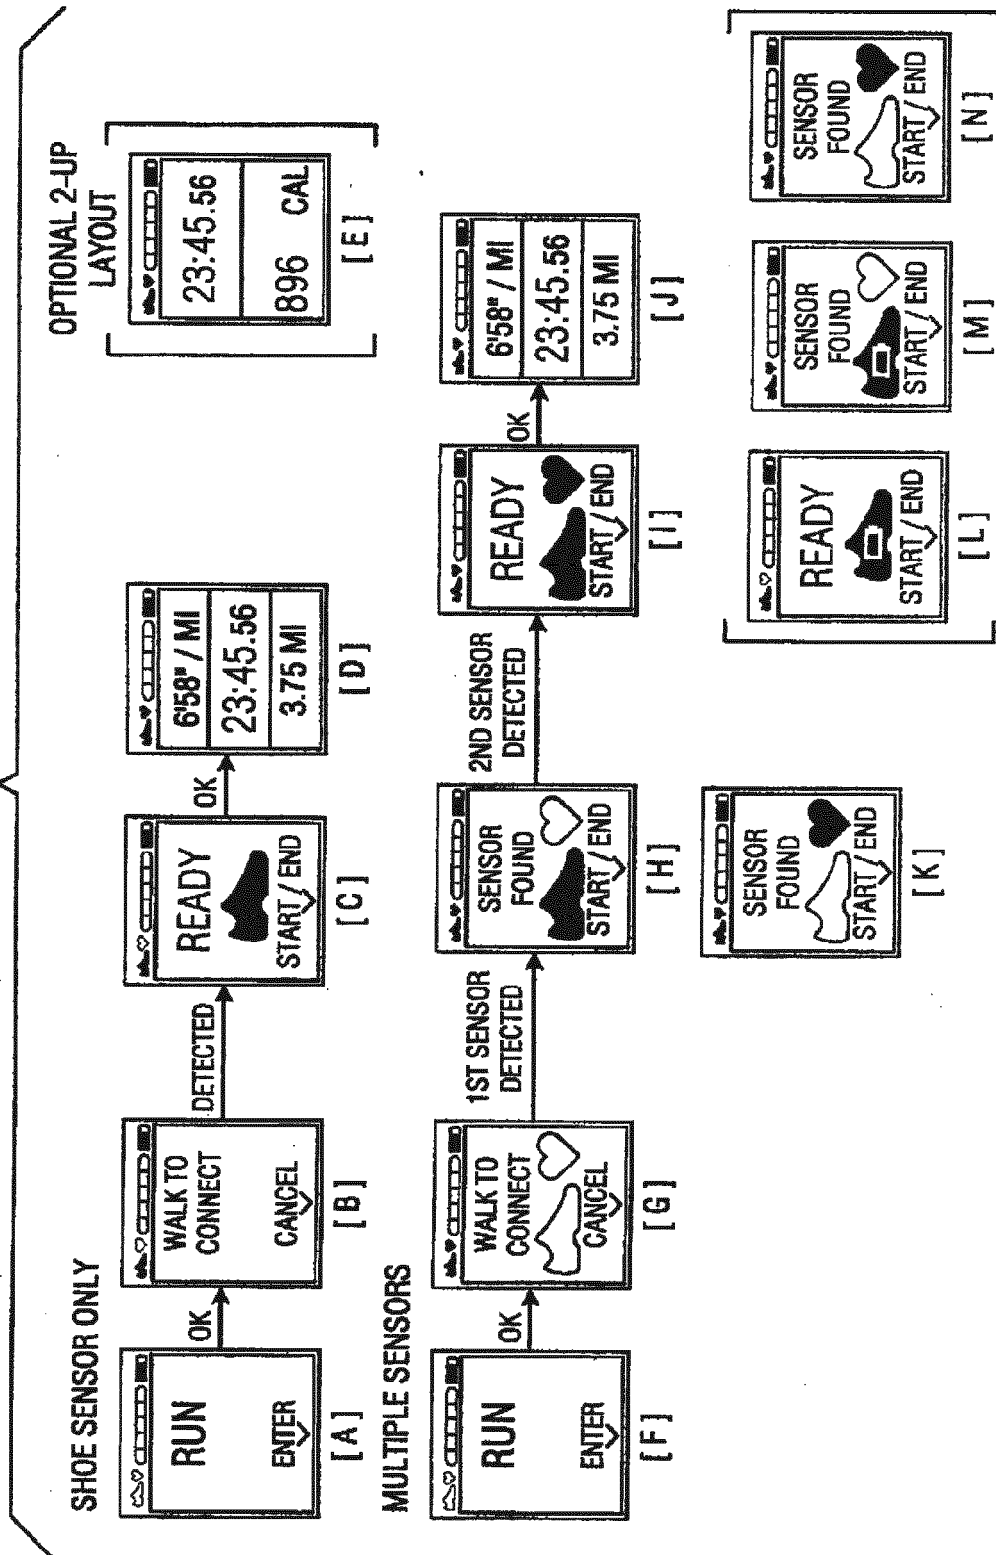 SHOE SENSOR ONLY
RUN
ENTER
[A]
OK
WALK TO
CONNECT
CANCEL
[B]
DETECTED
READY
START / END
[C]
OK
6'58" / MI
23:45.56
3.75 MI
[D]
OPTIONAL 2-UP
LAYOUT
23:45.56
896 CAL
[E]
MULTIPLE SENSORS
RUN
ENTER
[F]
OK
WALK TO
CONNECT
CANCEL
[G]
1ST SENSOR
DETECTED
SENSOR
FOUND
START / END
[H]
2ND SENSOR
DETECTED
READY
START / END
[I]
OK
6'58" / MI
23:45.56
3.75 MI
[J]
SENSOR
FOUND
START / END
[K]
READY
START / END
[L]
SENSOR
FOUND
START / END
[M]
SENSOR
FOUND
START / END
[N]